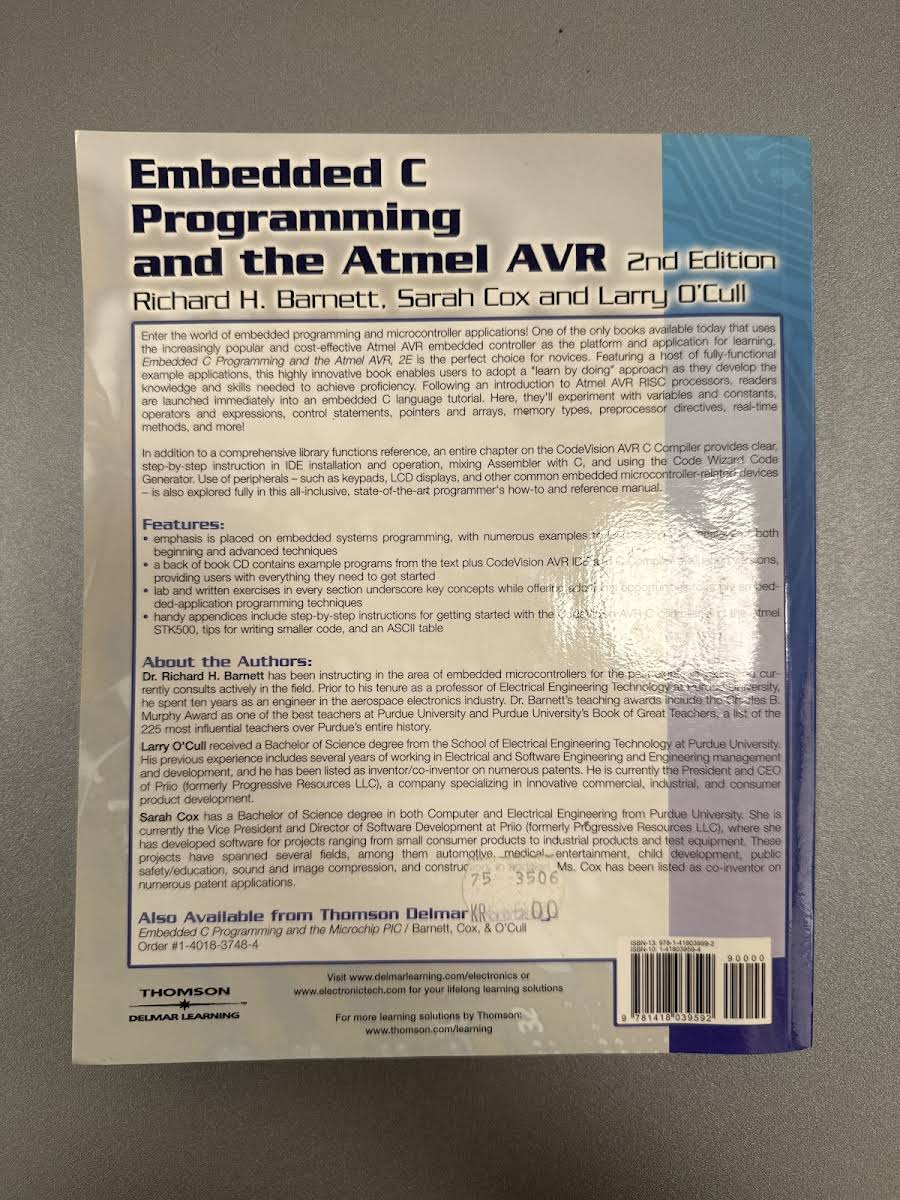 Embedded C
Programming
and the Atmel AVR 2nd Edition
Richard H. Barnett, Sarah Cox and Larry O'Cull
Enter the world of embedded programming and microcontroller applications! One of the only books available today that uses
the increasingly popular and cost-effective Atmel AVR embedded controller as the platform and application for learning,
Embedded C Programming and the Atmel AVR, 2E is the perfect choice for novices. Featuring a host of fully-functional
example applications, this highly innovative book enables users to adopt a "learn by doing" approach as they develop the
knowledge and skills needed to achieve proficiency. Following an introduction to Atmel AVR RISC processors, readers
are launched immediately into an embedded C language tutorial. Here, they'll experiment with variables and constants,
operators and expressions, control statements, pointers and arrays, memory types, preprocessor directives, real-time
methods, and more!
In addition to a comprehensive library functions reference, an entire chapter on the CodeVision AVR C Compiler provides clear,
step-by-step instruction in IDE installation and operation, mixing Assembler with C, and using the Code Wizard Code
Generator. Use of peripherals – such as keypads, LCD displays, and other common embedded microcontroller-related devices
– is also explored fully in this all-inclusive, state-of-the-art programmer's how-to and reference manual.
Features:
• emphasis is placed on embedded systems programming, with numerous examples both
beginning and advanced techniques
• a back of book CD contains example programs from the text plus CodeVision AVR IDE
providing users with everything they need to get started
• lab and written exercises in every section underscore key concepts while offering opportunities embed-
ded-application programming techniques
• handy appendices include step-by-step instructions for getting started with the CodeVision AVR C Atmel
STK500, tips for writing smaller code, and an ASCII table
About the Authors:
Dr. Richard H. Barnett has been instructing in the area of embedded microcontrollers for the cur-
rently consults actively in the field. Prior to his tenure as a professor of Electrical Engineering Technology at Purdue University,
he spent ten years as an engineer in the aerospace electronics industry. Dr. Barnett's teaching awards include the Charles B.
Murphy Award as one of the best teachers at Purdue University and Purdue University's Book of Great Teachers, a list of the
225 most influential teachers over Purdue's entire history.
Larry O'Cull received a Bachelor of Science degree from the School of Electrical Engineering Technology at Purdue University.
His previous experience includes several years of working in Electrical and Software Engineering and Engineering management
and development, and he has been listed as inventor/co-inventor on numerous patents. He is currently the President and CEO
of Priio (formerly Progressive Resources LLC), a company specializing in innovative commercial, industrial, and consumer
product development.
Sarah Cox has a Bachelor of Science degree in both Computer and Electrical Engineering from Purdue University. She is
currently the Vice President and Director of Software Development at Priio (formerly Progressive Resources LLC), where she
has developed software for projects ranging from small consumer products to industrial products and test equipment. These
projects have spanned several fields, among them automotive, medical, entertainment, child development, public
safety/education, sound and image compression, and Ms. Cox has been listed as co-inventor on
numerous patent applications.
75 3506
KR 00
Also Available from Thomson Delmar
Embedded C Programming and the Microchip PIC / Barnett, Cox, & O'Cull
Order #1-4018-3748-4
THOMSON
DELMAR LEARNING
Visit www.delmarlearning.com/electronics or
www.electronictech.com for your lifelong learning solutions
For more learning solutions by Thomson:
www.thomson.com/learning
ISBN-13: 978-1-41803959-2
ISBN-10: 1-41803959-4
90000
9 781418 039592